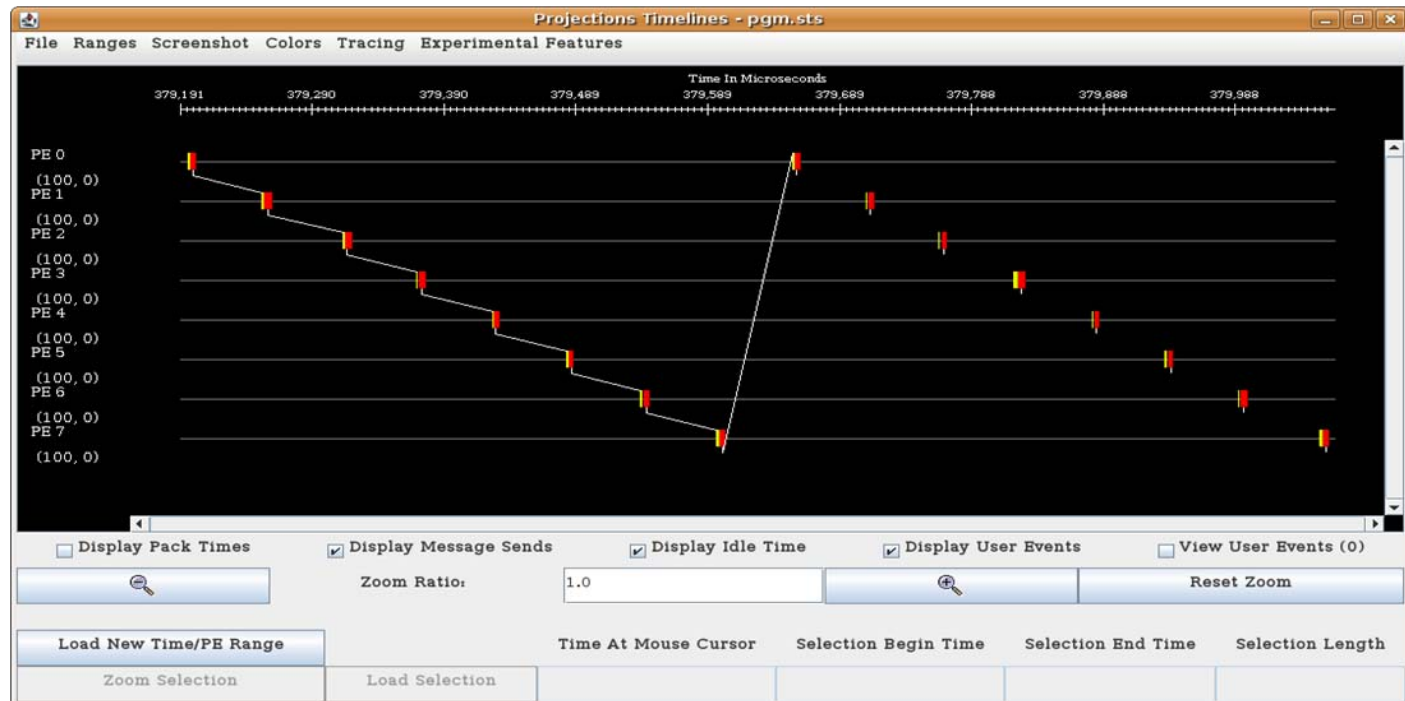 Projections Timelines - pgm.sts
File Ranges Screenshot Colors Tracing Experimental Features
Time In Microseconds
379,191 379,290 379,390 379,489 379,589 379,689 379,788 379,888 379,988
PE 0
(100, 0)
PE 1
(100, 0)
PE 2
(100, 0)
PE 3
(100, 0)
PE 4
(100, 0)
PE 5
(100, 0)
PE 6
(100, 0)
PE 7
(100, 0)
Display Pack Times Display Message Sends Display Idle Time Display User Events View User Events (0)
Zoom Ratio: 1.0 Reset Zoom
Load New Time/PE Range Time At Mouse Cursor Selection Begin Time Selection End Time Selection Length
Zoom Selection Load Selection